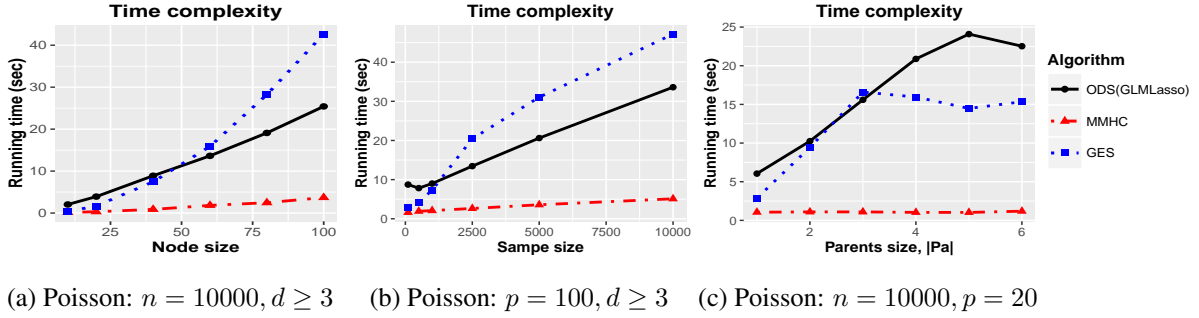 Time complexity
Running time (sec)
40
30
20
10
0
25
50
75
100
Node size
Time complexity
Running time (sec)
40
30
20
10
0
0
2500
5000
7500
10000
Sampe size
Time complexity
Running time (sec)
25
20
15
10
5
0
2
4
6
Parents size, |Pa|
Algorithm
ODS(GLMLasso)
MMHC
GES
(a) Poisson: n = 10000, d ≥ 3
(b) Poisson: p = 100, d ≥ 3
(c) Poisson: n = 10000, p = 20